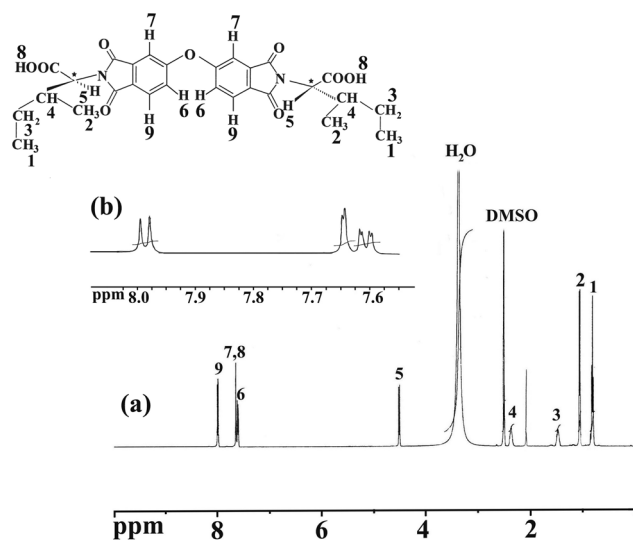 7 7
8 H O H 8
O O
HOOC * N N * COOH
H H
5 4 O H H H H O 5 4 3
CH₂ CH₃ 6 6 CH₃ CH₂
3 2 H H 2 CH₃
CH₃ 9 9 1
1
H₂O
(b)
DMSO
ppm 8.0 7.9 7.8 7.7 7.6
2
1
7,8
9
6
5
(a)
4
3
ppm 8 6 4 2